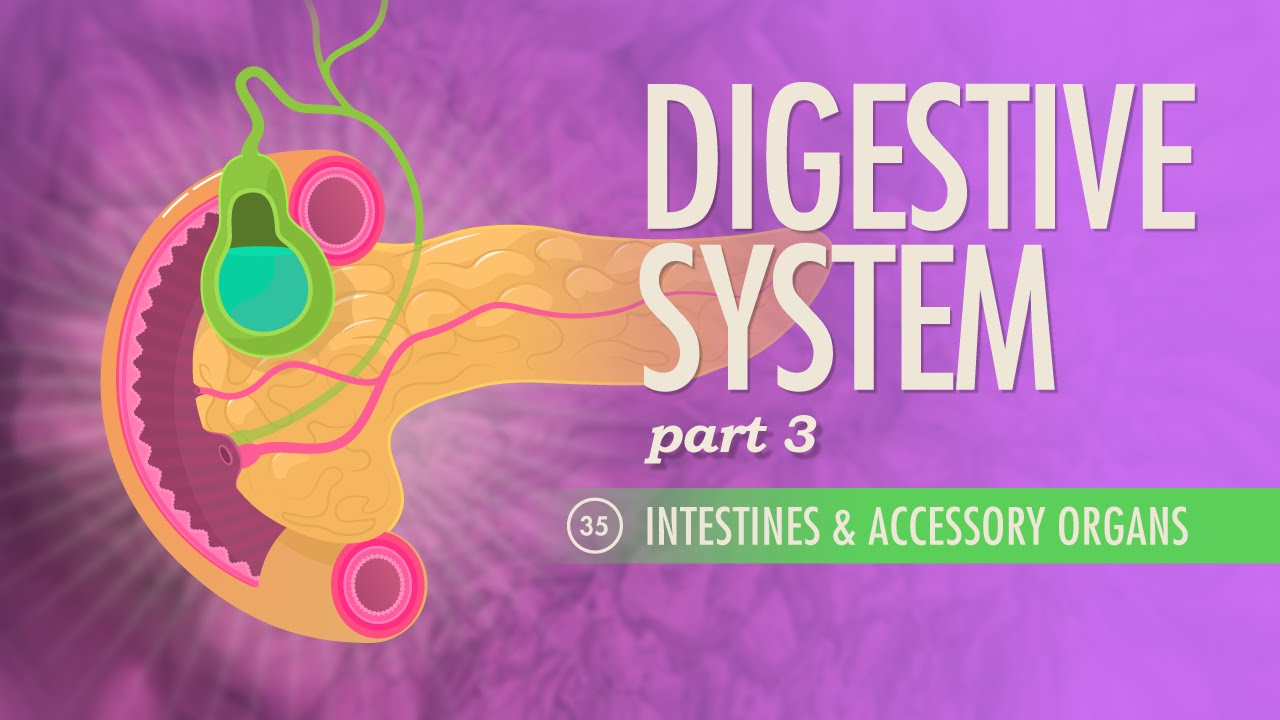 DIGESTIVE
SYSTEM
part 3
35 INTESTINES & ACCESSORY ORGANS